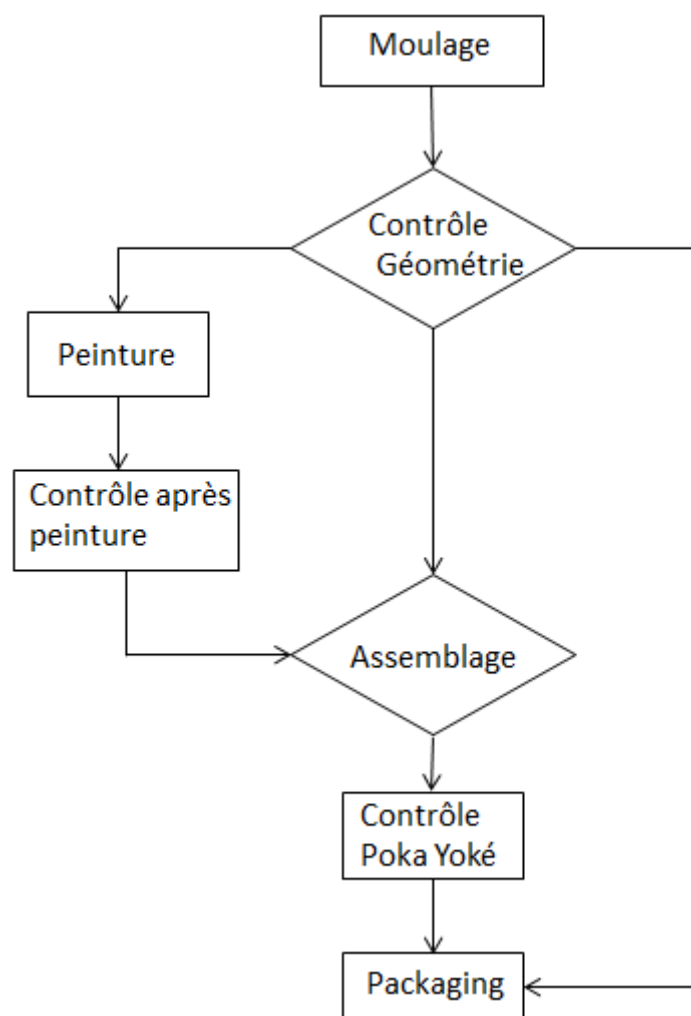 Moulage
Contrôle
Géométrie
Peinture
Contrôle après
peinture
Assemblage
Contrôle
Poka Yoké
Packaging